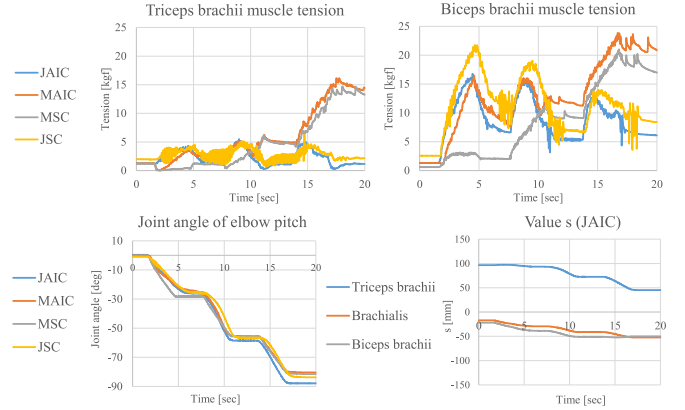 Triceps brachii muscle tension
Tension [kgf]
25
20
15
10
5
0
0 5 10 15 20
Time [sec]
JAIC
MAIC
MSC
JSC
Biceps brachii muscle tension
Tension [kgf]
25
20
15
10
5
0
0 5 10 15 20
Time [sec]
Joint angle of elbow pitch
Joint angle [deg]
10
-10
-30
-50
-70
-90
0 5 10 15 20
Time [sec]
JAIC
MAIC
MSC
JSC
Value s (JAIC)
s [mm]
150
100
50
0
-50
-100
-150
0 5 10 15 20
Time [sec]
Triceps brachii
Brachialis
Biceps brachii